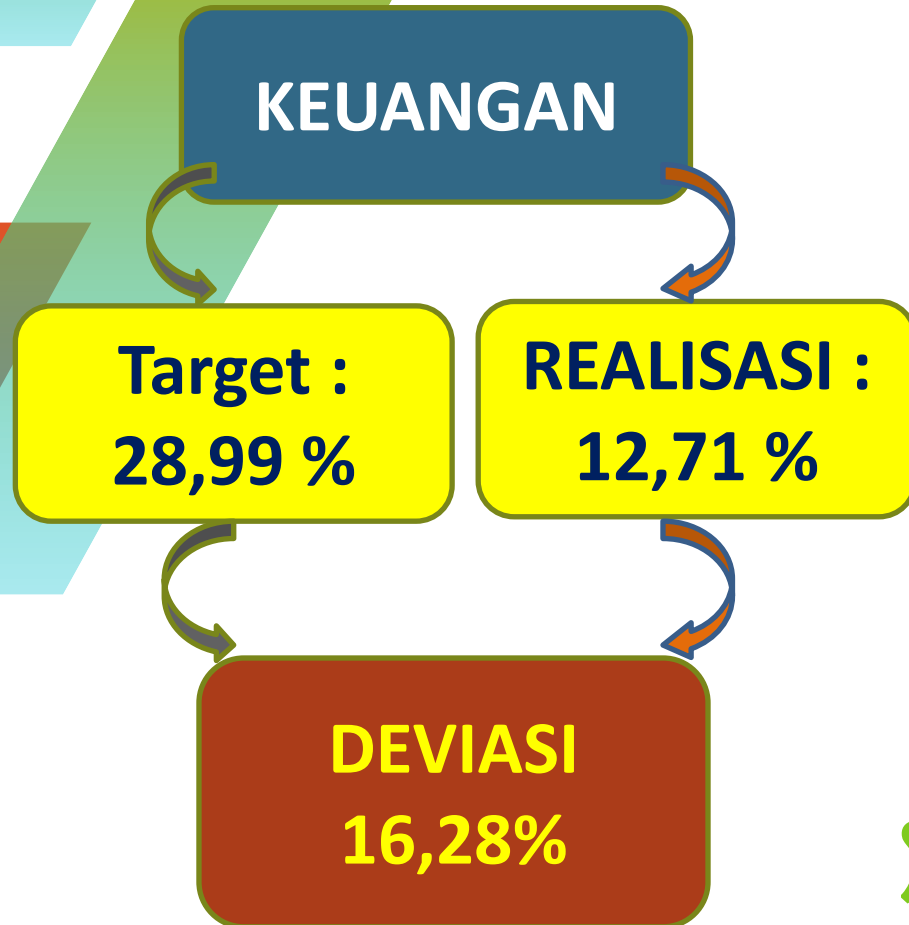 KEUANGAN
Target :
28,99 %
REALISASI :
12,71 %
DEVIASI
16,28%